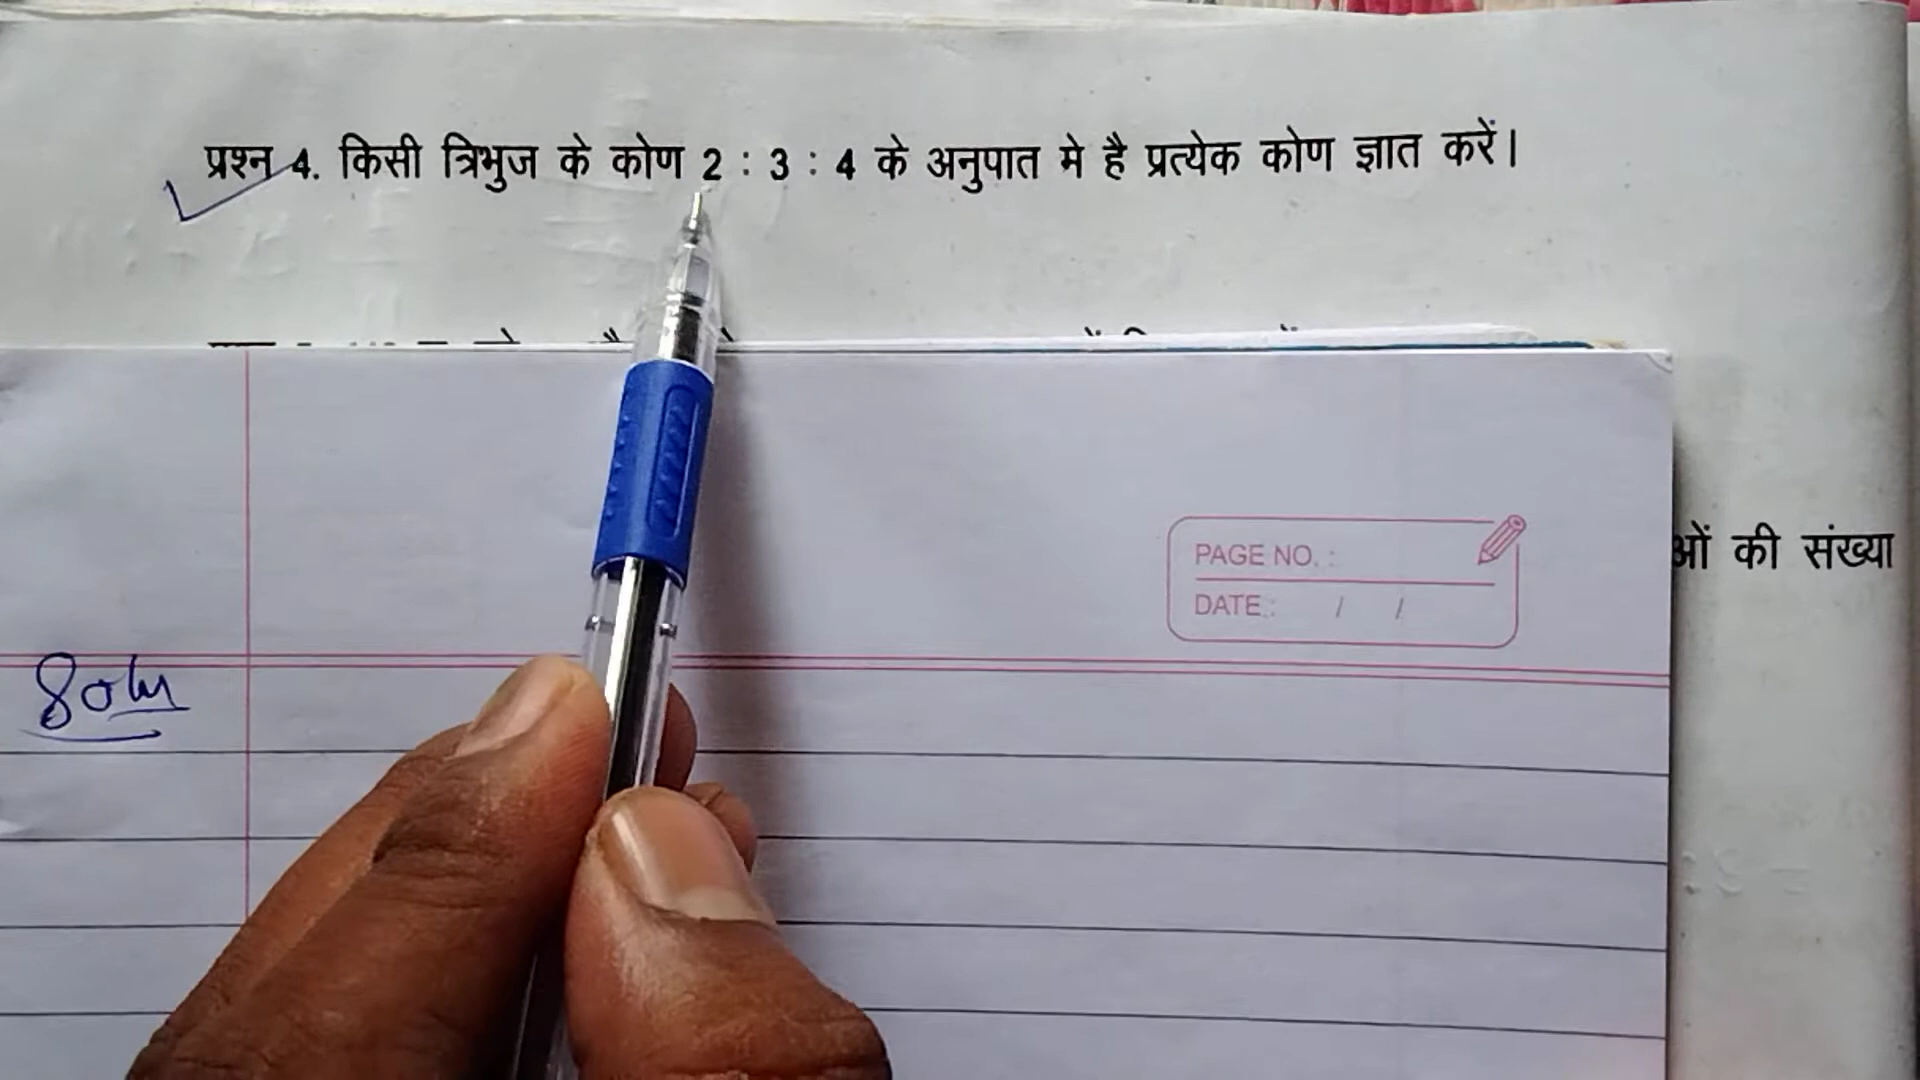 प्रश्न 4. किसी त्रिभुज के कोण 2 : 3 : 4 के अनुपात मे है प्रत्येक कोण ज्ञात करें।
PAGE NO. :
ओं की संख्या
DATE : / /
Soln